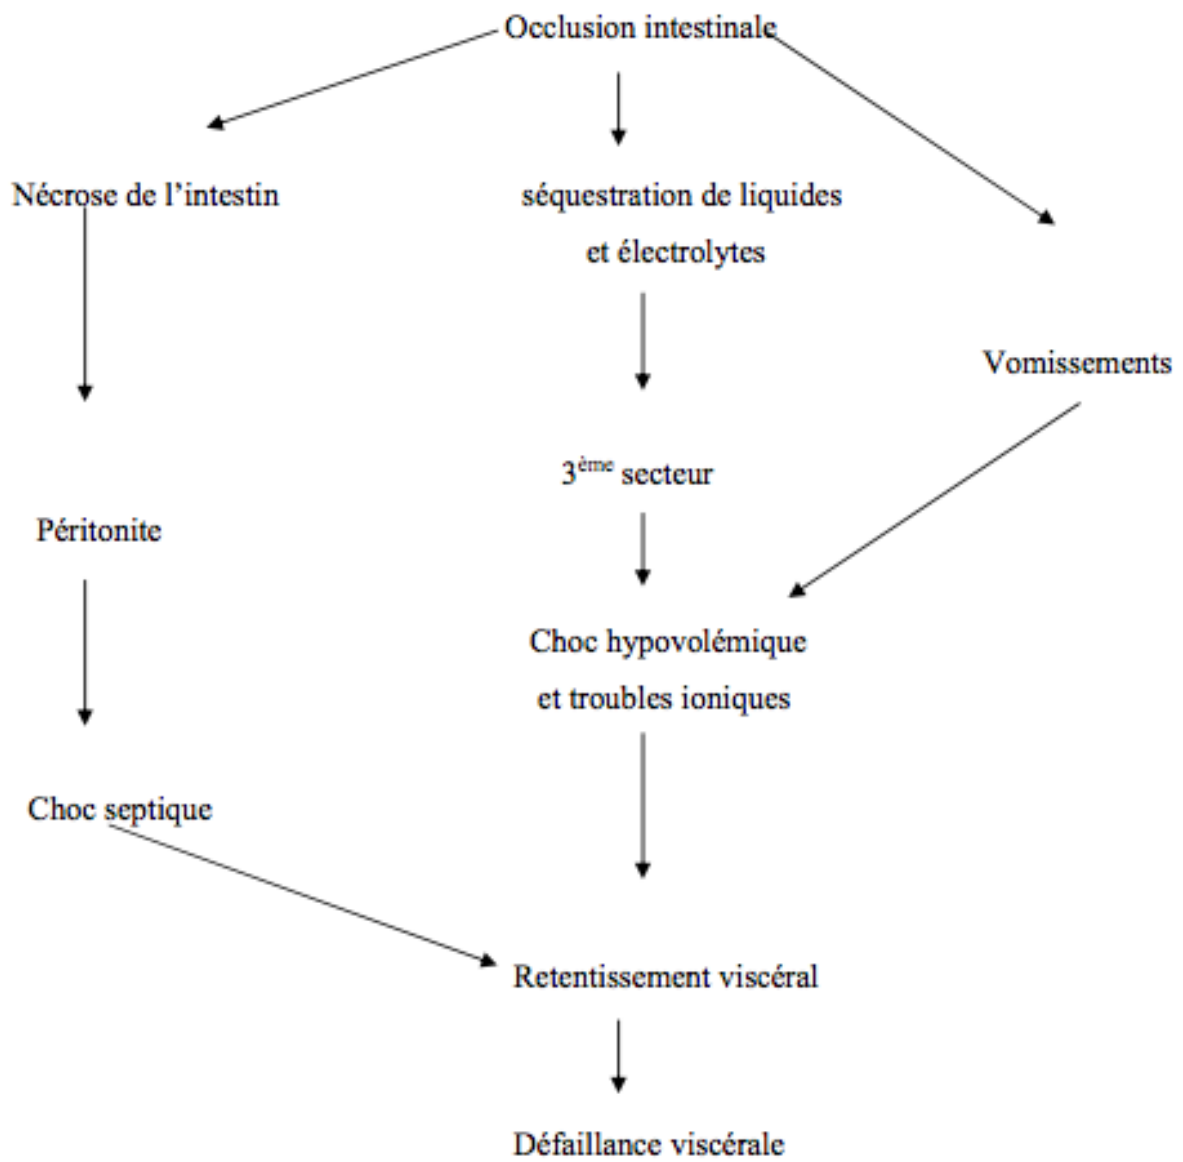 Occlusion intestinale
Nécrose de l'intestin
séquestration de liquides
et électrolytes
Vomissements
3ème secteur
Péritonite
Choc hypovolémique
et troubles ioniques
Choc septique
Retentissement viscéral
Défaillance viscérale